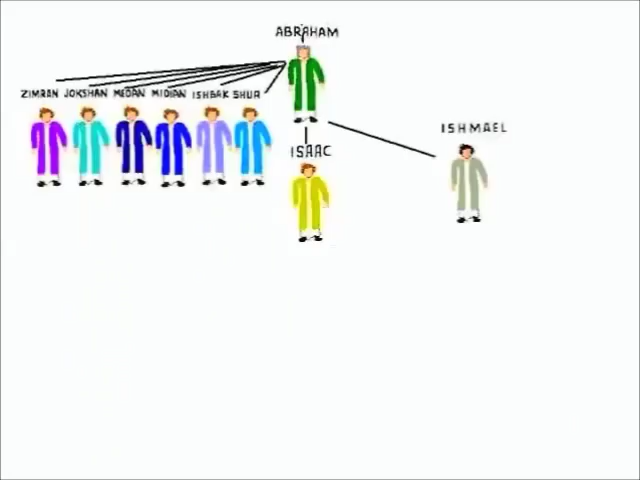 ABRAHAM
ZIMRAN JOKSHAN MEDAN MIDIAN ISHBAK SHUA
ISHMAEL
ISAAC